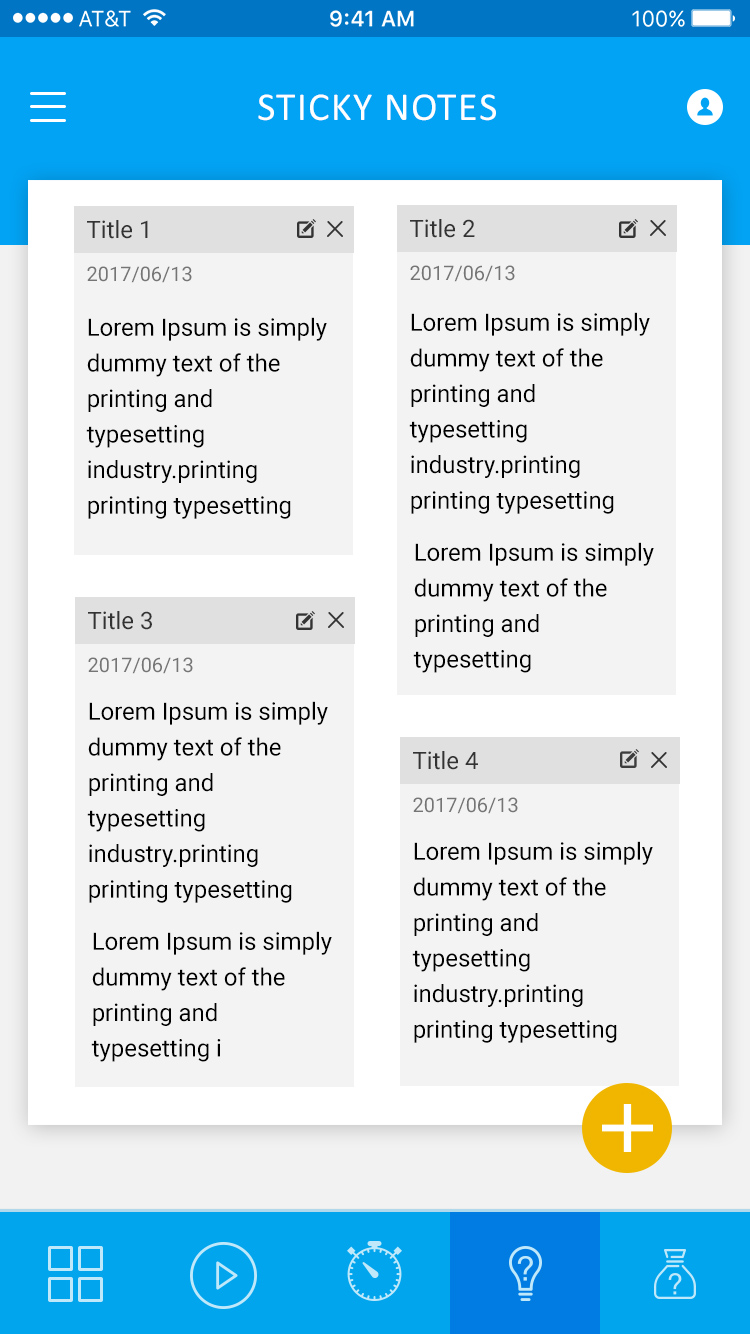 AT&T 9:41 AM 100%
STICKY NOTES
Title 1
2017/06/13
Lorem Ipsum is simply
dummy text of the
printing and
typesetting
industry.printing
printing typesetting
Title 2
2017/06/13
Lorem Ipsum is simply
dummy text of the
printing and
typesetting
industry.printing
printing typesetting
Lorem Ipsum is simply
dummy text of the
printing and
typesetting
Title 3
2017/06/13
Lorem Ipsum is simply
dummy text of the
printing and
typesetting
industry.printing
printing typesetting
Lorem Ipsum is simply
dummy text of the
printing and
typesetting i
Title 4
2017/06/13
Lorem Ipsum is simply
dummy text of the
printing and
typesetting
industry.printing
printing typesetting